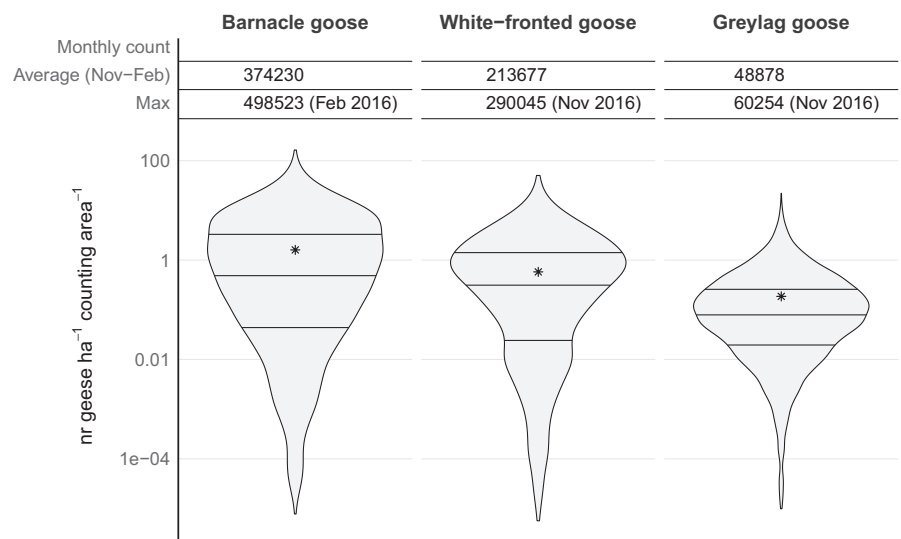 Barnacle goose White−fronted goose Greylag goose
Monthly count
Average (Nov−Feb) 374230 213677 48878
Max 498523 (Feb 2016) 290045 (Nov 2016) 60254 (Nov 2016)
nr geese ha⁻¹ counting area⁻¹
100
1
0.01
1e−04
* * *